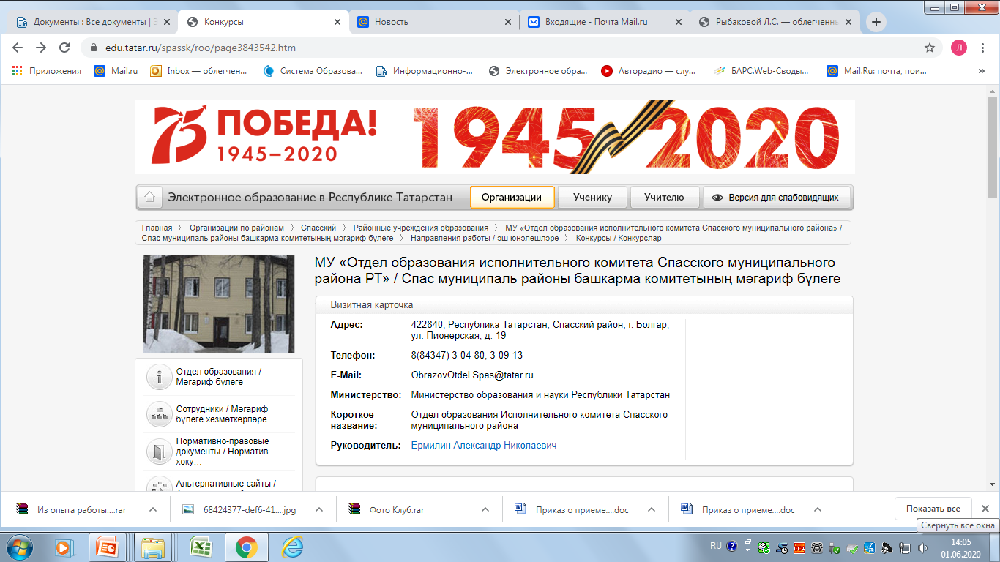 Документы : Все документы | Э
Конкурсы
Новость
Входящие - Почта Mail.ru
Рыбаковой Л.С. — облегченны
edu.tatar.ru/spassk/roo/page3843542.htm
Л
Приложения
Mail.ru
Inbox — облегчен...
Система Образова...
Информационно-...
Электронное обра...
Авторадио — слу...
БАРС.Web-Своды...
Mail.Ru: почта, пои...
»
75 ПОБЕДА!
1945–2020
1945 2020
Электронное образование в Республике Татарстан
Организации
Ученику
Учителю
Версия для слабовидящих
Главная > Организации по районам > Спасский > Районные учреждения образования > МУ «Отдел образования исполнительного комитета Спасского муниципального района» /
Спас муниципаль районы башкарма комитетының мәгариф бүлеге > Направления работы / әш юнәлешләре > Конкурсы / Конкурслар
МУ «Отдел образования исполнительного комитета Спасского муниципального
района РТ» / Спас муниципаль районы башкарма комитетының мәгариф бүлеге
Визитная карточка
Адрес: 422840, Республика Татарстан, Спасский район, г. Болгар,
ул. Пионерская, д. 19
Телефон: 8(84347) 3-04-80, 3-09-13
E-Mail: ObrazovOtdel.Spas@tatar.ru
Министерство: Министерство образования и науки Республики Татарстан
Короткое Отдел образования Исполнительного комитета Спасского
название: муниципального района
Руководитель: Ермилин Александр Николаевич
Отдел образования /
Мәгариф бүлеге
Сотрудники / Мәгариф
бүлеге хезмәткәрләре
Нормативно-правовые
документы / Норматив
хоку…
Альтернативные сайты /
Из опыта работы....rar
68424377-def6-41....jpg
Фото Клуб.rar
Приказ о приеме....doc
Приказ о приеме....doc
Показать все
Свернуть все окна
RU
14:05
01.06.2020